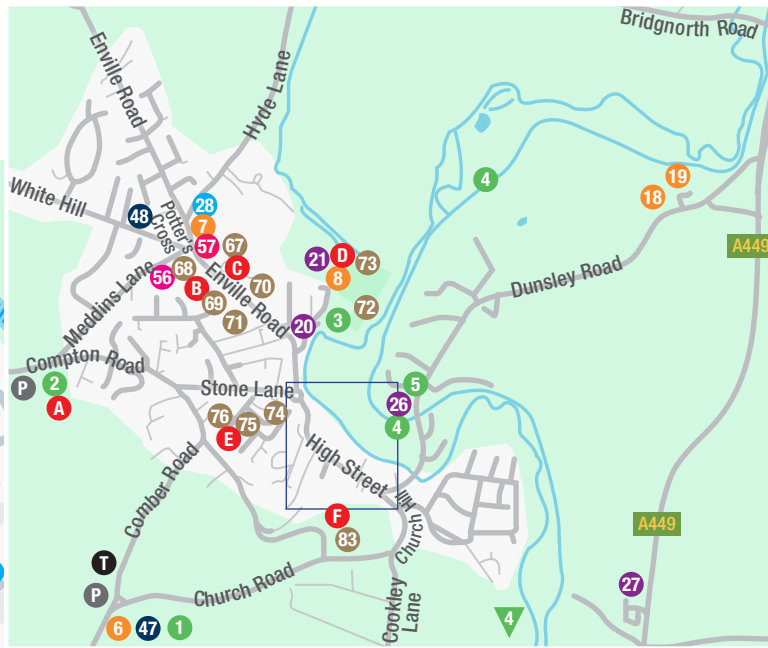 Bridgnorth Road
Enville Road
Hyde Lane
White Hill
Potter's
Cross
19
18
4
48
28
7
57
67
C
68
56
B
69
70
71
Enville Road
Meddins Lane
21
D
73
8
72
3
20
A449
Dunsley Road
Compton Road
P
2
A
Stone Lane
76
75
74
E
5
26
4
High Street
Church Hill
F
83
Comber Road
T
P
Church Road
6
47
1
Cookley
Lane
4
A449
27